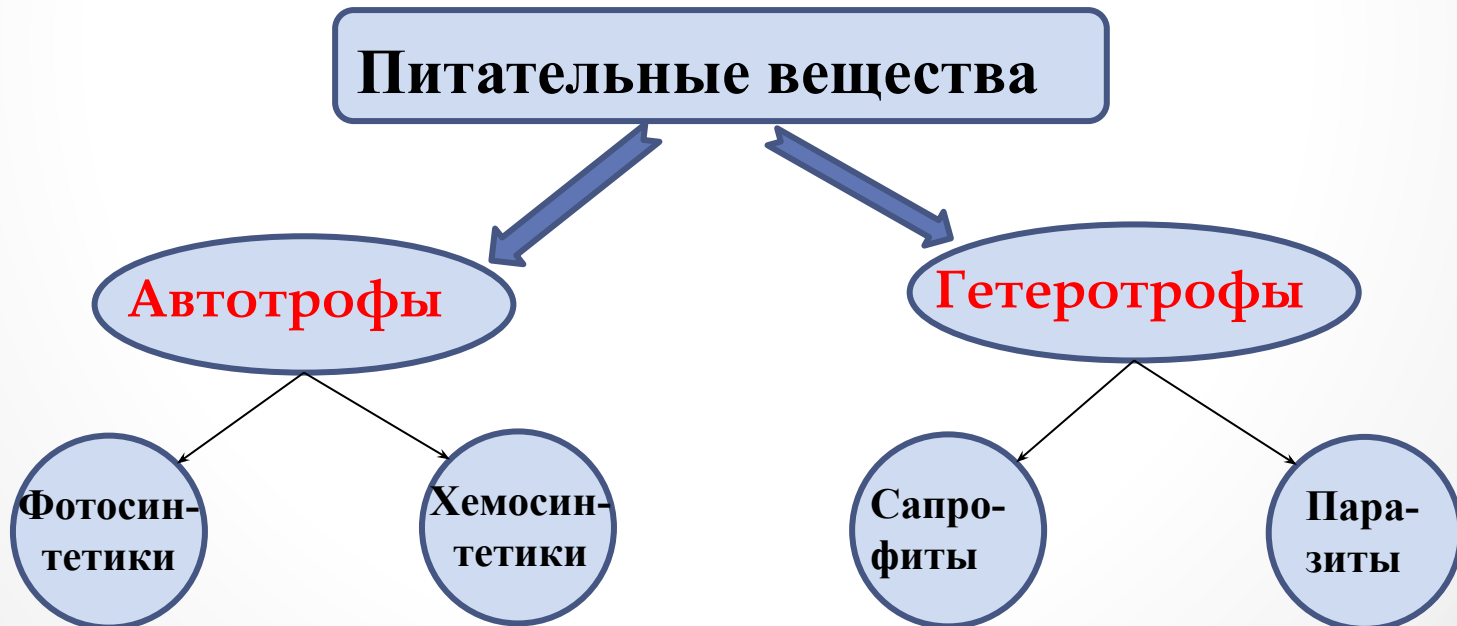 Питательные вещества
Автотрофы
Гетеротрофы
Фотосин-
тетики
Хемосин-
тетики
Сапро-
фиты
Пара-
зиты